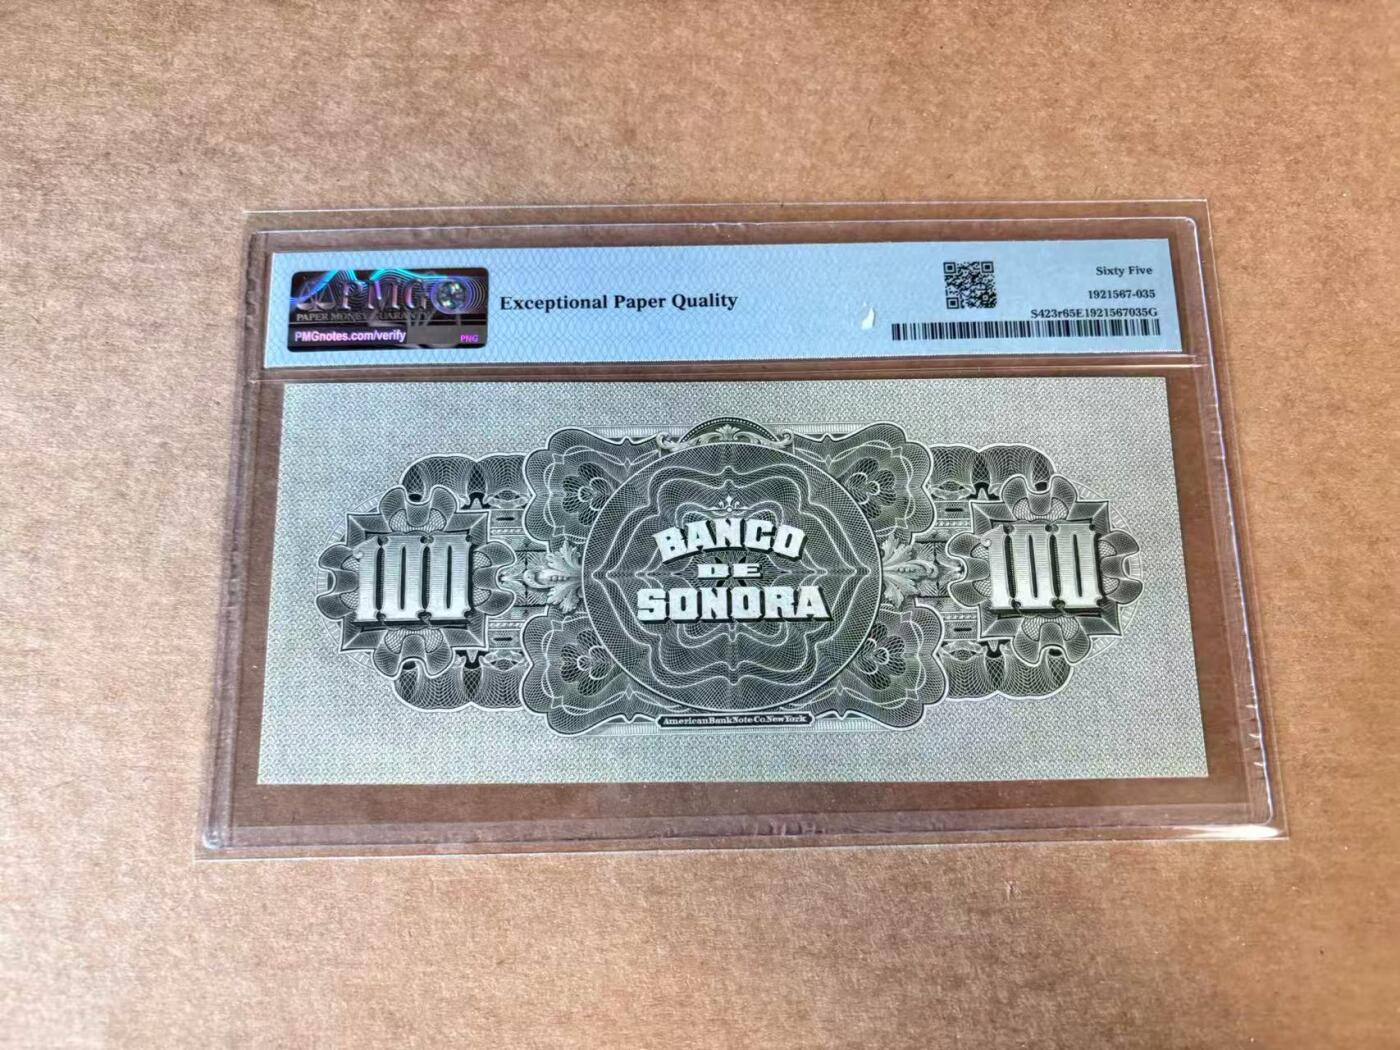 PMG
PAPER MONEY GUARANTY
PMGnotes.com/verify
PNG
Exceptional Paper Quality
Sixty Five
1921567-035
S423r65E1921567035G
BANCO
DE
SONORA
100
100
American Bank Note Co. New York